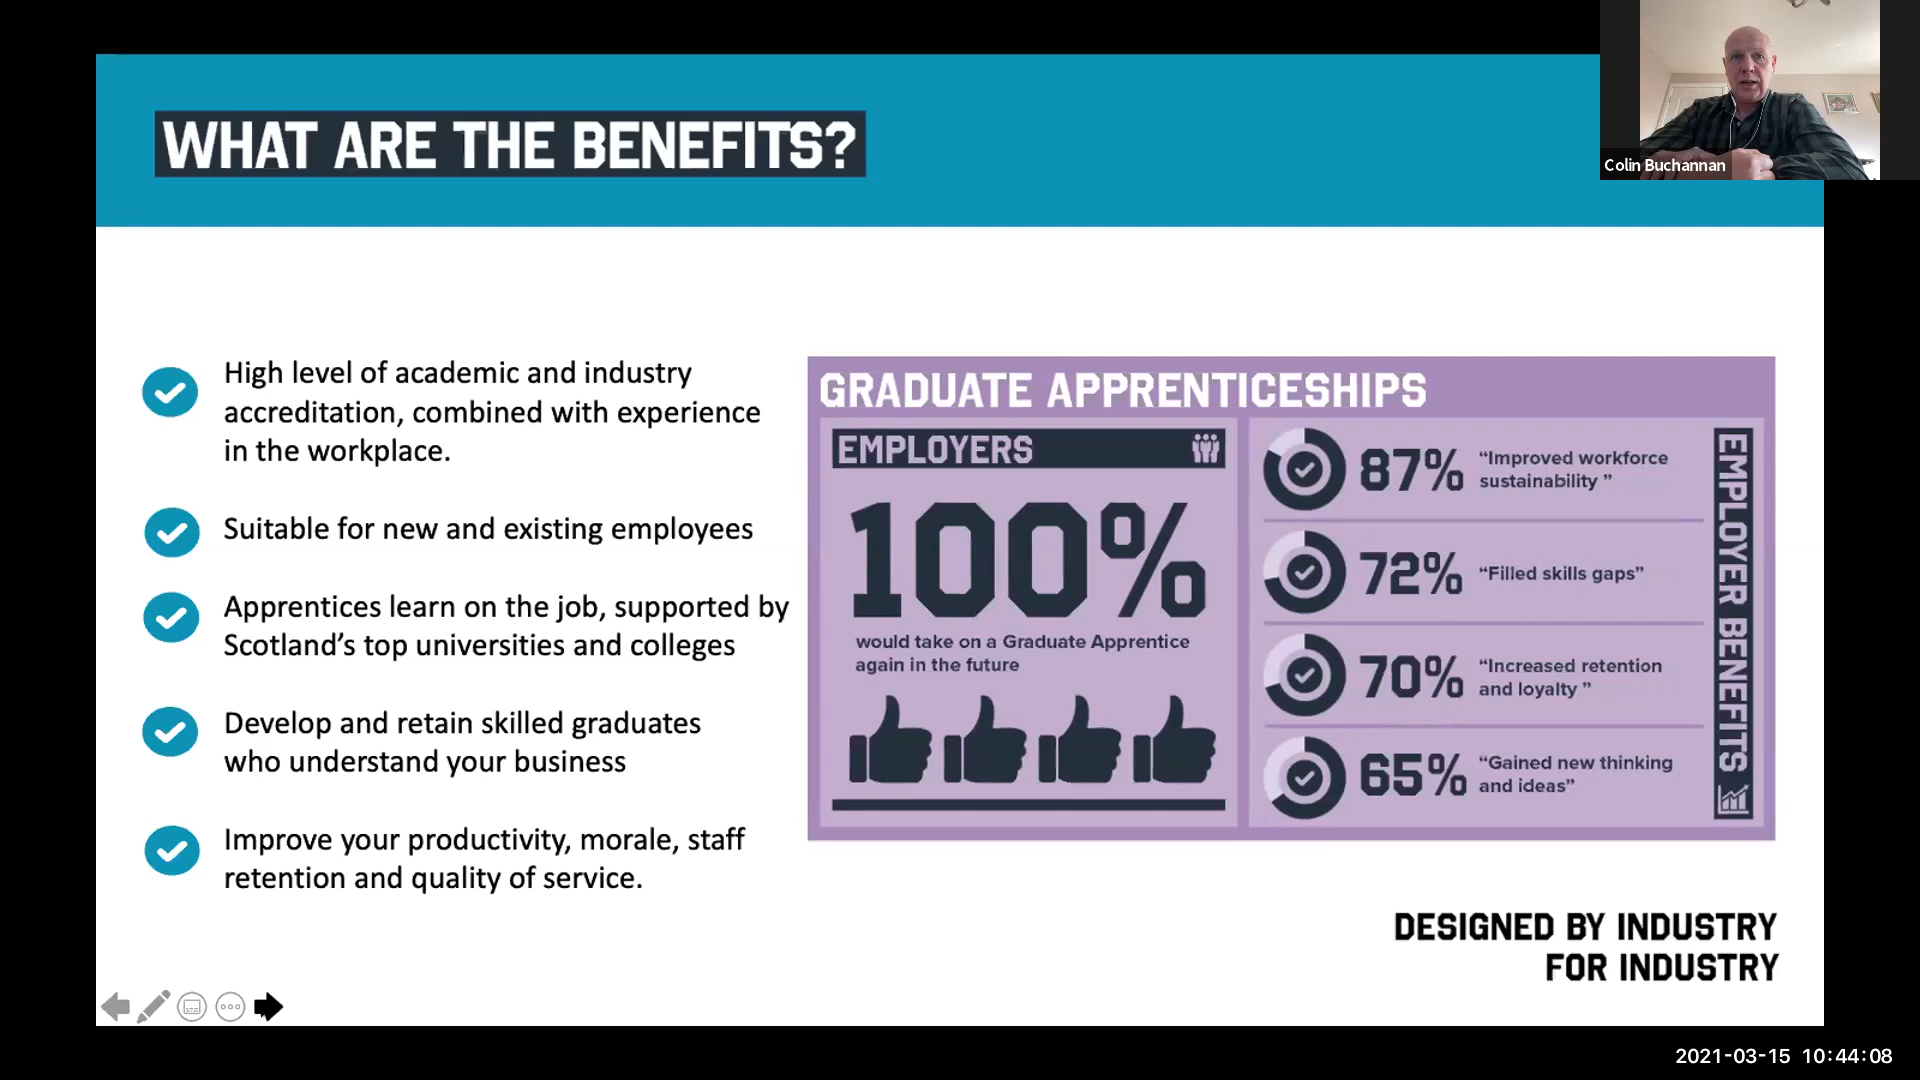 WHAT ARE THE BENEFITS?
Colin Buchannan
High level of academic and industry
accreditation, combined with experience
in the workplace.
Suitable for new and existing employees
Apprentices learn on the job, supported by
Scotland’s top universities and colleges
Develop and retain skilled graduates
who understand your business
Improve your productivity, morale, staff
retention and quality of service.
GRADUATE APPRENTICESHIPS
EMPLOYERS
100%
would take on a Graduate Apprentice
again in the future
87%
“Improved workforce
sustainability ”
72%
“Filled skills gaps”
70%
“Increased retention
and loyalty ”
65%
“Gained new thinking
and ideas”
EMPLOYER BENEFITS
DESIGNED BY INDUSTRY
FOR INDUSTRY
2021-03-15 10:44:08